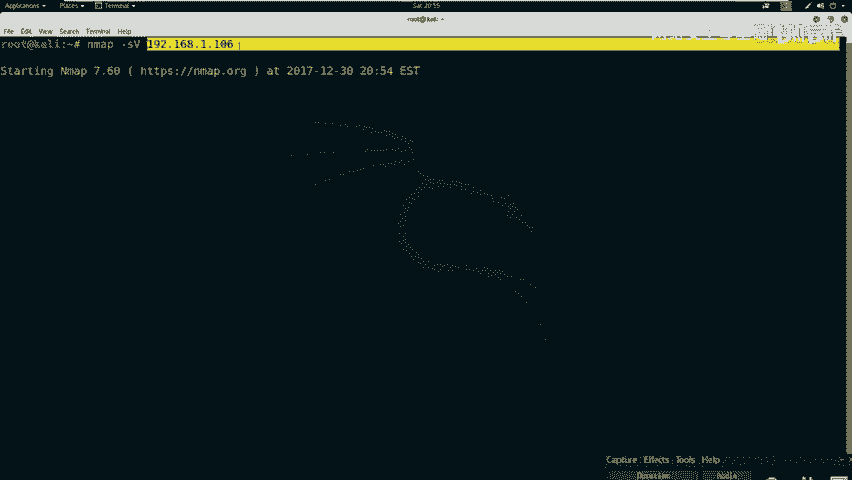 Applications Places Terminal Sat 20:55
root@kali: ~
File Edit View Search Terminal Help
root@kali:~# nmap -sV 192.168.1.106
Starting Nmap 7.60 ( https://nmap.org ) at 2017-12-30 20:54 EST
Capture Effects Tools Help
Duration Audio